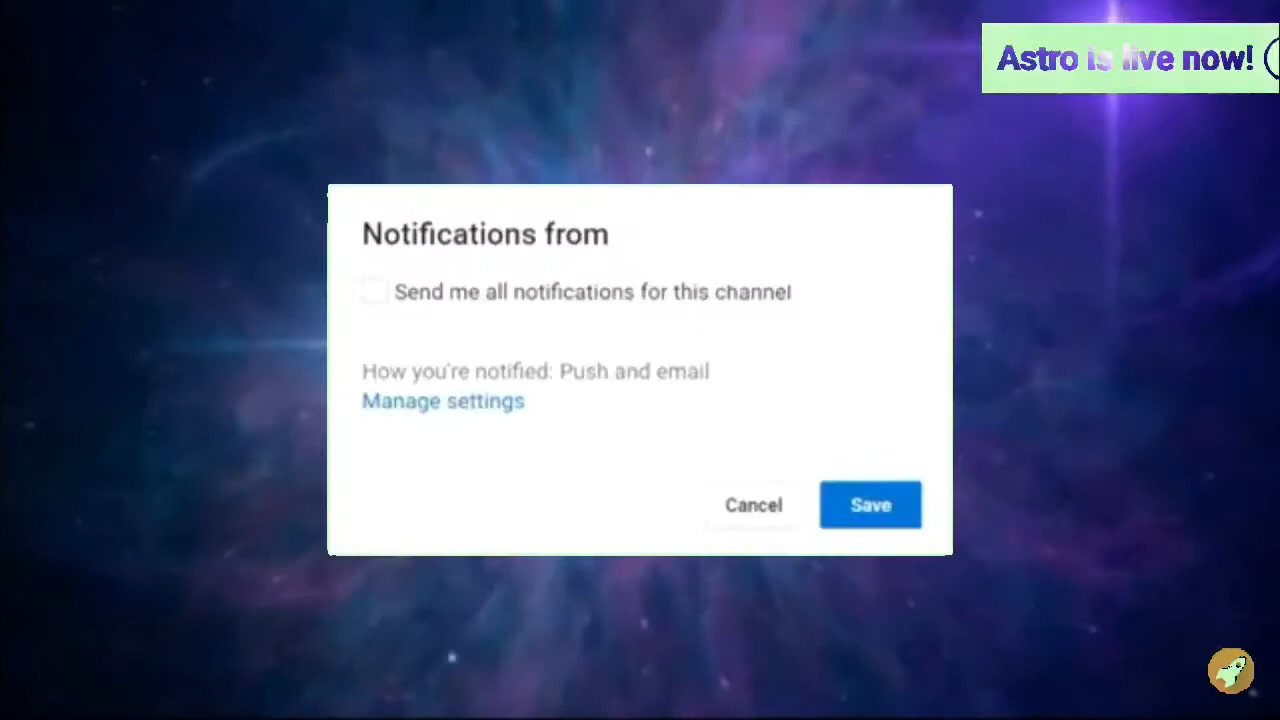 Astro is live now!
Notifications from
Send me all notifications for this channel
How you're notified: Push and email
Manage settings
Cancel
Save